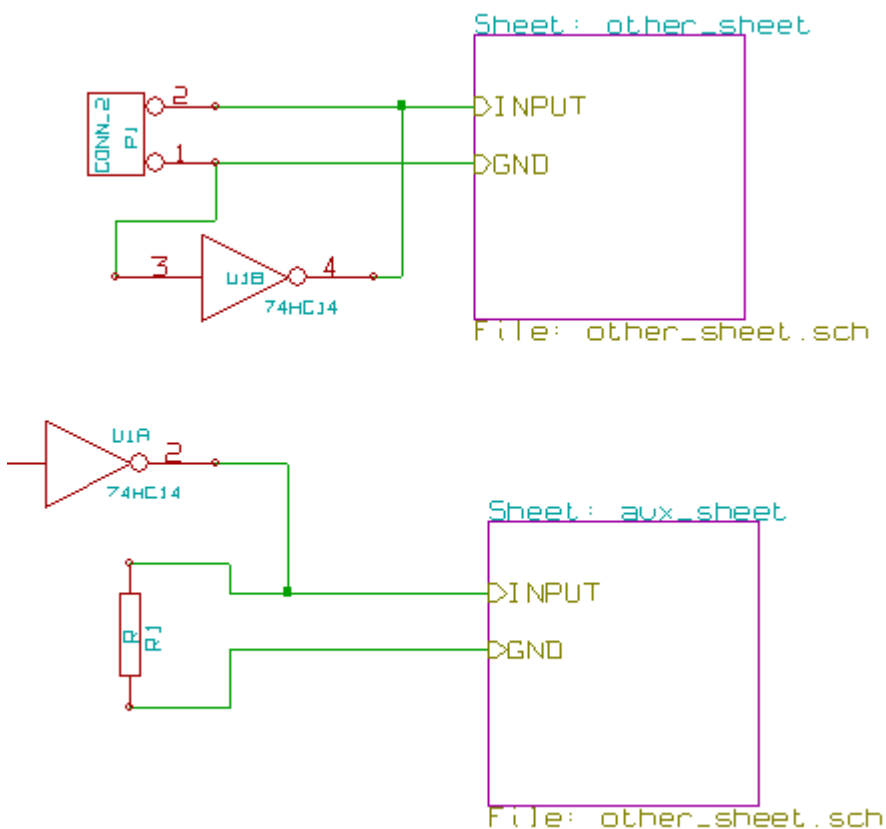 Sheet: other_sheet
CONN_2
P1
2
1
INPUT
GND
3
U1B
4
74HC14
File: other_sheet.sch
U1A
2
74HC14
Sheet: aux_sheet
R
R1
INPUT
GND
File: other_sheet.sch